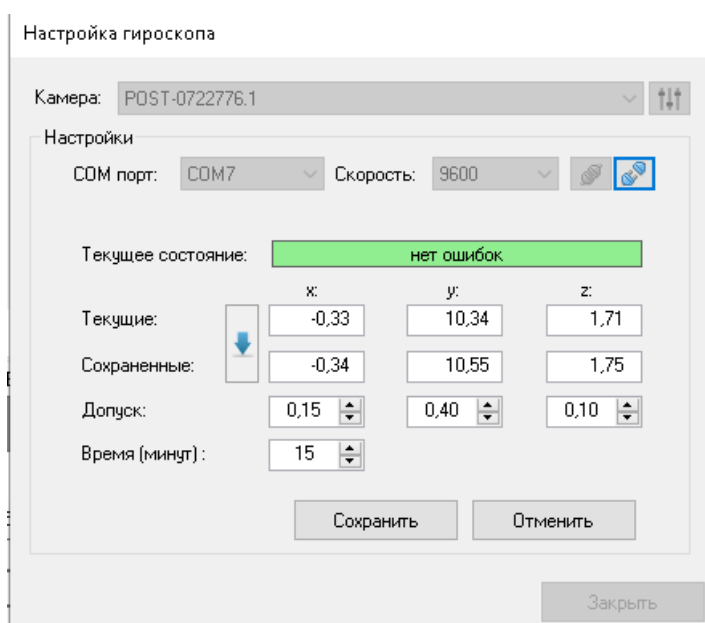 Настройка гироскопа
Камера: POST-0722776.1
Настройки
COM порт: COM7 Скорость: 9600
Текущее состояние: нет ошибок
x: y: z:
Текущие: -0,33 10,34 1,71
Сохраненные: -0,34 10,55 1,75
Допуск: 0,15 0,40 0,10
Время (минут) : 15
Сохранить Отменить
Закрыть